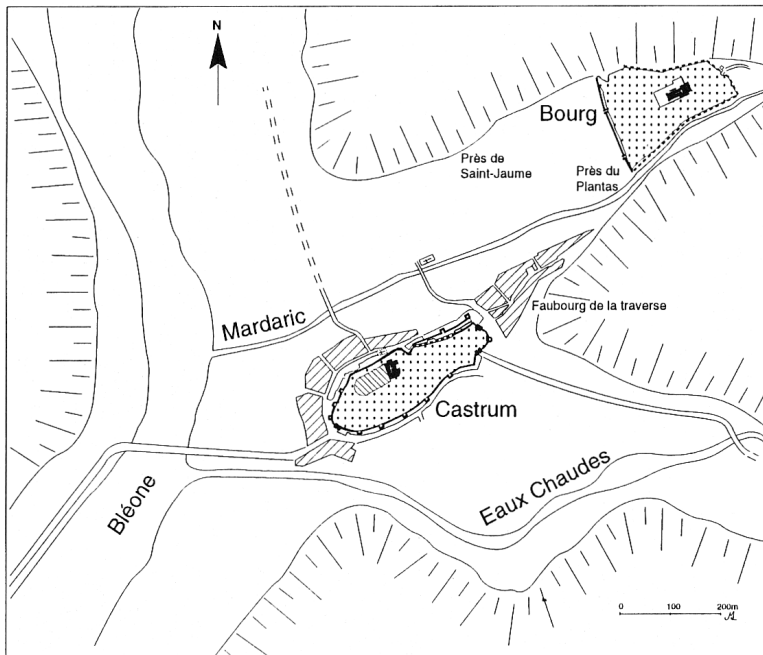 N
Bourg
Près de
Saint-Jaume
Près du
Plantas
Mardaric
Faubourg de la traverse
Castrum
Eaux Chaudes
Bléone
0 100 200m